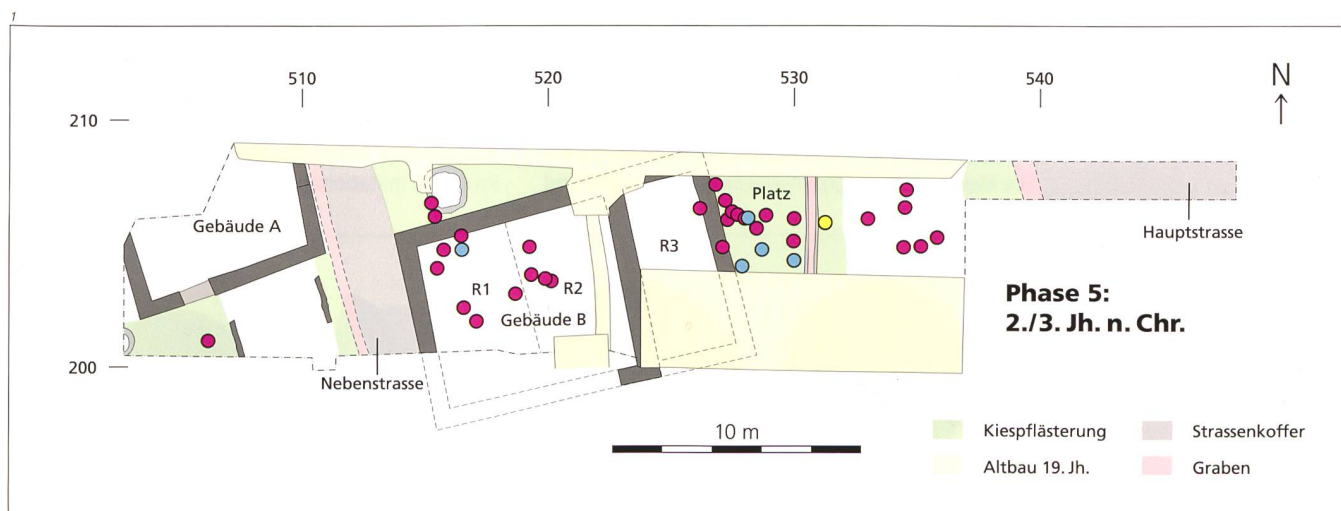 1
510 520 530 540
N
210
Platz
Gebäude A
R3
Hauptstrasse
R1 R2
Gebäude B
Phase 5:
2./3. Jh. n. Chr.
200
Nebenstrasse
10 m
Kiespflästerung
Strassenkoffer
Altbau 19. Jh.
Graben